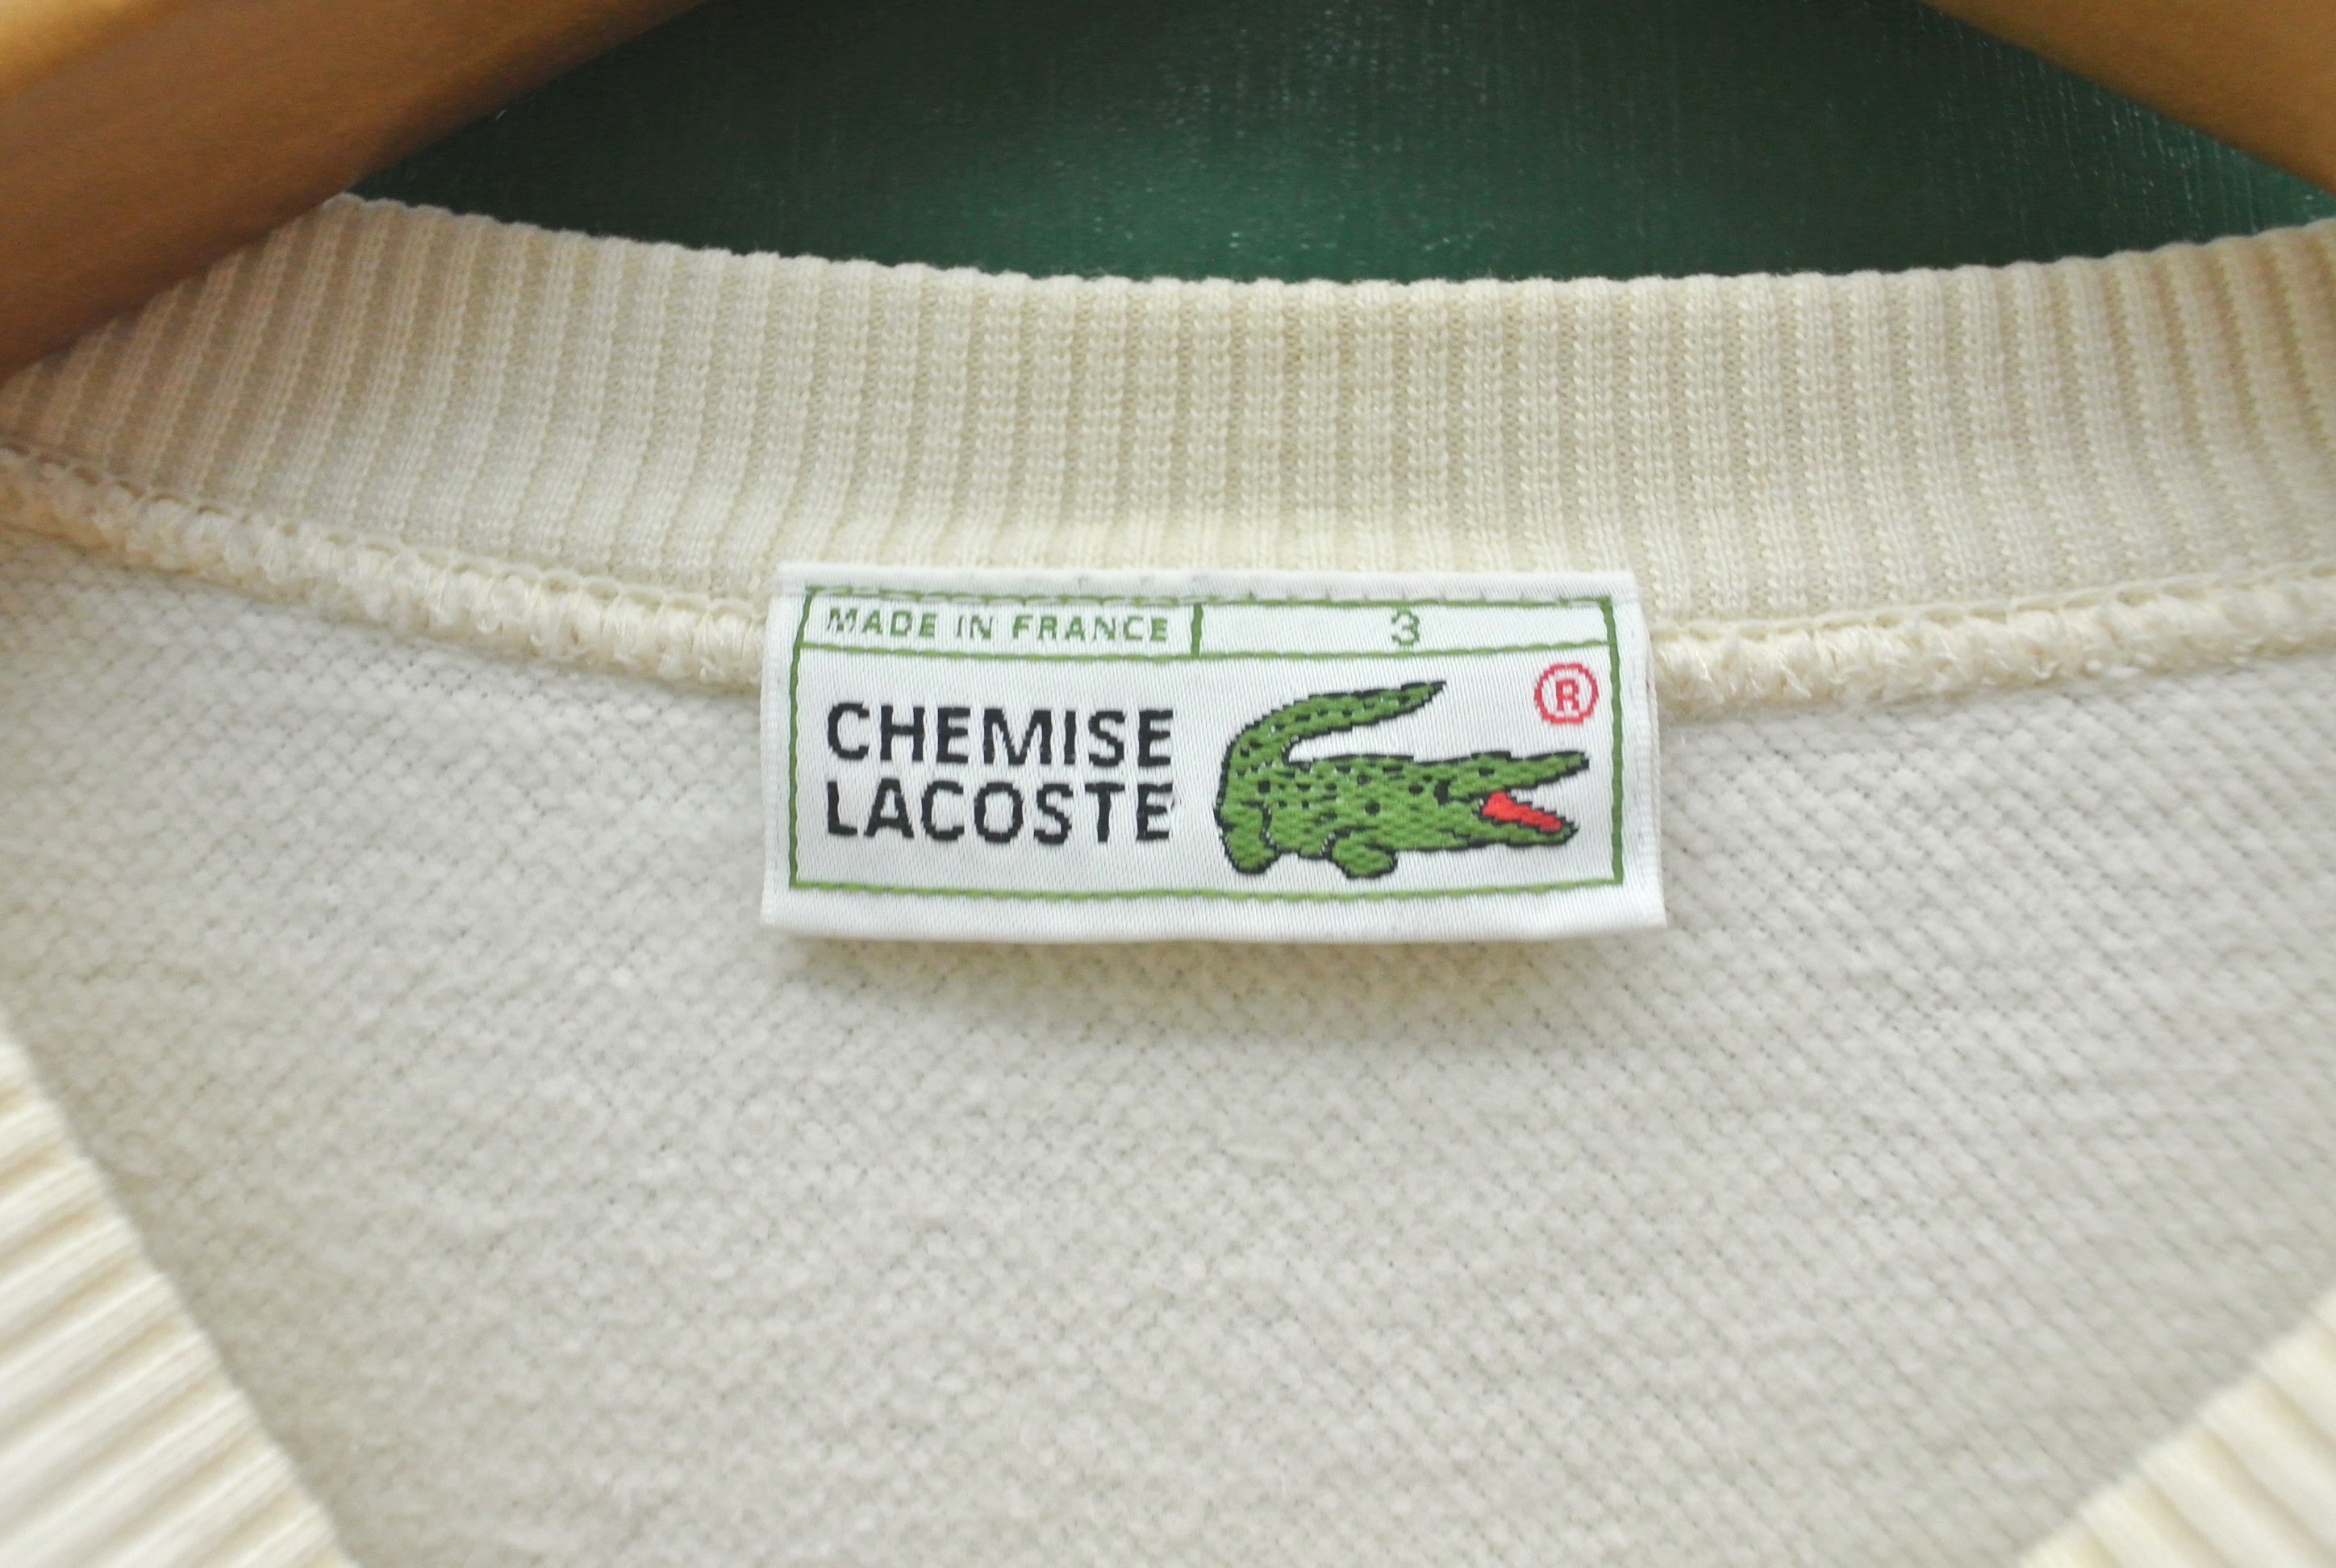 MADE IN FRANCE 3
CHEMISE
LACOSTE
®